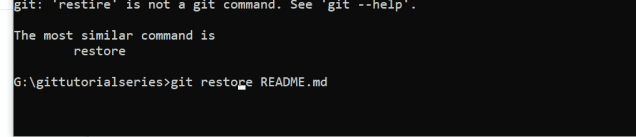 git: 'restire' is not a git command. See 'git --help'.
The most similar command is
restore
G:\gittutorialseries>git restore README.md